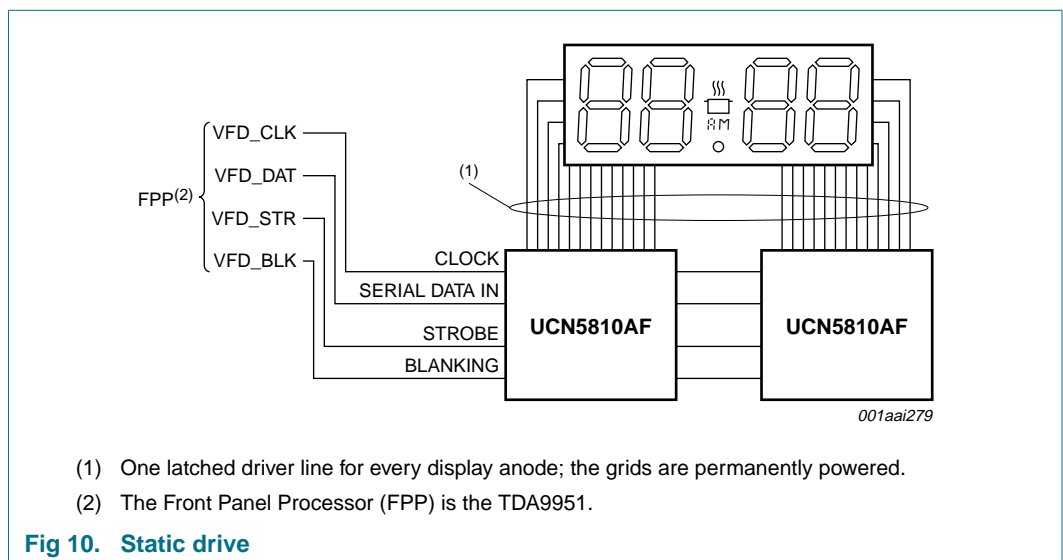 AM
(1)
VFD_CLK
VFD_DAT
FPP(2)
VFD_STR
VFD_BLK
CLOCK
SERIAL DATA IN
STROBE
BLANKING
UCN5810AF
UCN5810AF
001aai279
(1) One latched driver line for every display anode; the grids are permanently powered.
(2) The Front Panel Processor (FPP) is the TDA9951.
Fig 10. Static drive